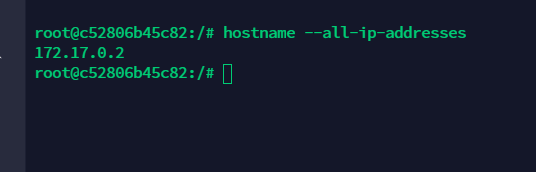 root@c52806b45c82:/# hostname --all-ip-addresses
172.17.0.2
root@c52806b45c82:/#